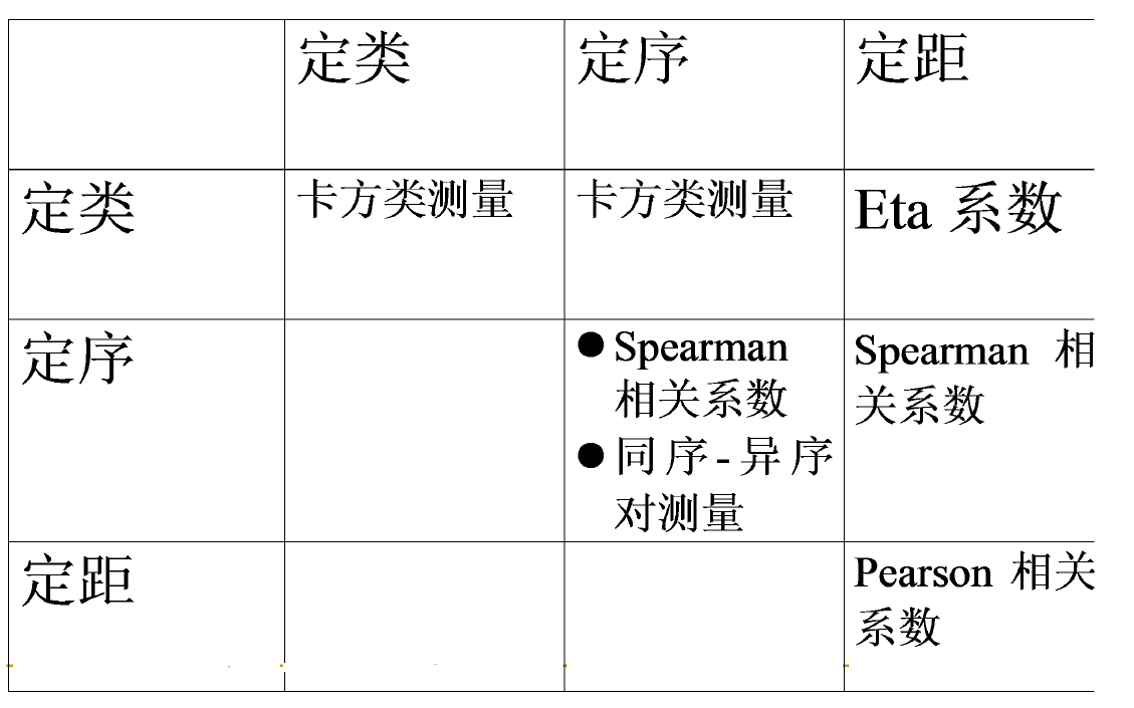 定类 定序 定距
定类 卡方类测量 卡方类测量 Eta 系数
定序
●Spearman
相关系数
●同序-异序
对测量
Spearman 相
关系数
定距
Pearson 相关
系数